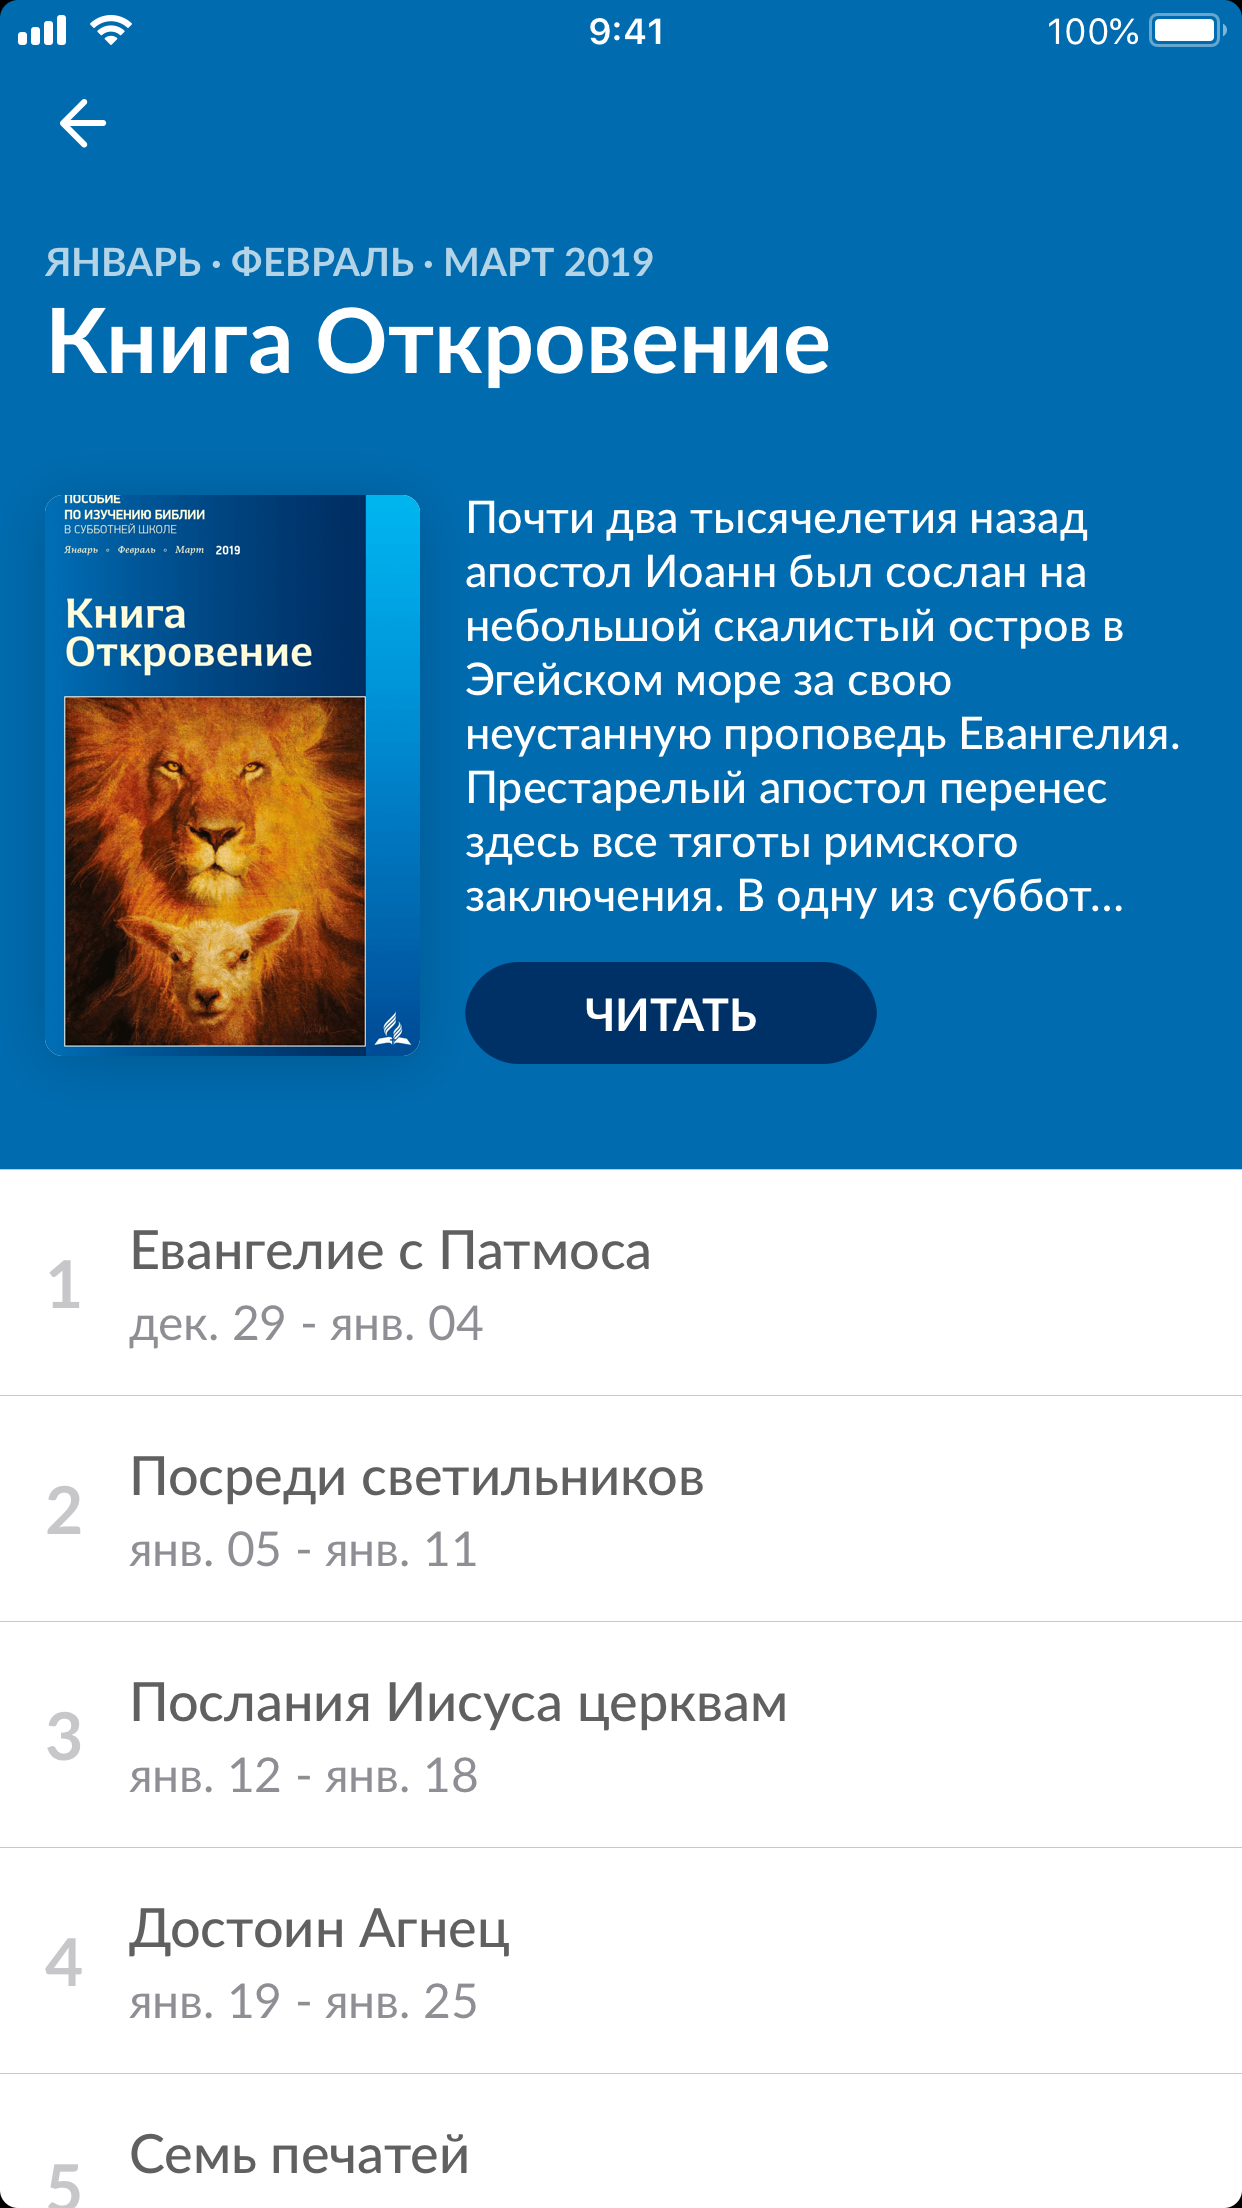 9:41
100%
ЯНВАРЬ · ФЕВРАЛЬ · МАРТ 2019
Книга Откровение
ПОСОБИЕ
ПО ИЗУЧЕНИЮ БИБЛИИ
В СУББОТНЕЙ ШКОЛЕ
Январь ◦ Февраль ◦ Март 2019
Книга
Откровение
Почти два тысячелетия назад
апостол Иоанн был сослан на
небольшой скалистый остров в
Эгейском море за свою
неустанную проповедь Евангелия.
Престарелый апостол перенес
здесь все тяготы римского
заключения. В одну из суббот...
ЧИТАТЬ
1
Евангелие с Патмоса
дек. 29 - янв. 04
2
Посреди светильников
янв. 05 - янв. 11
3
Послания Иисуса церквам
янв. 12 - янв. 18
4
Достоин Агнец
янв. 19 - янв. 25
5
Семь печатей